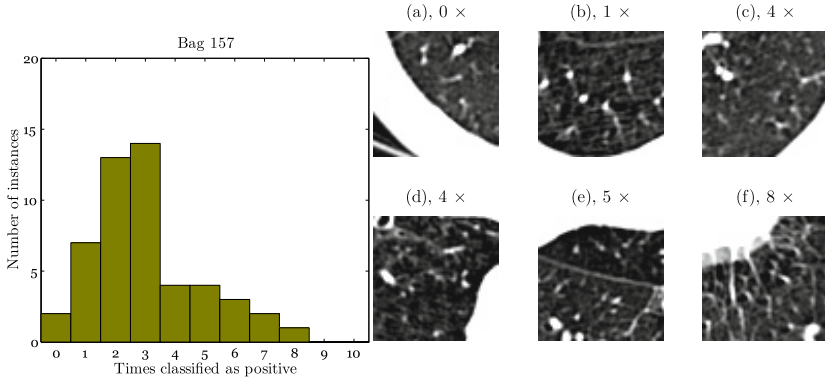 Bag 157
20
15
10
5
0
Number of instances
0 1 2 3 4 5 6 7 8 9 10
Times classified as positive
(a), 0 ×
(b), 1 ×
(c), 4 ×
(d), 4 ×
(e), 5 ×
(f), 8 ×